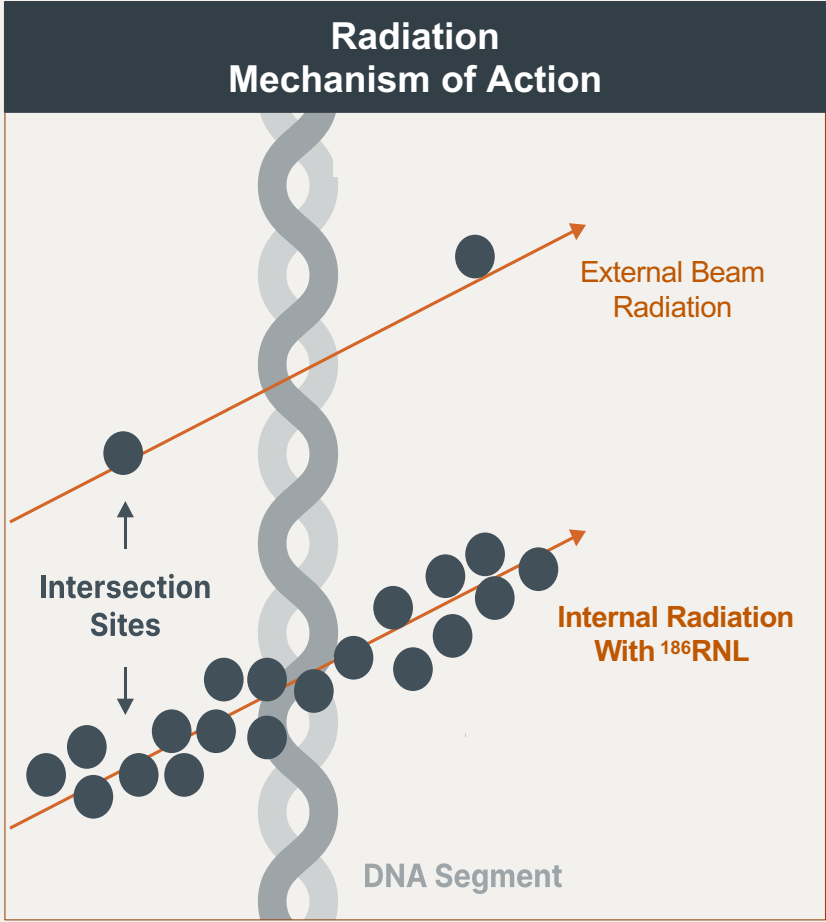 Radiation
Mechanism of Action
External Beam
Radiation
Intersection
Sites
Internal Radiation
With ¹⁸⁶RNL
DNA Segment